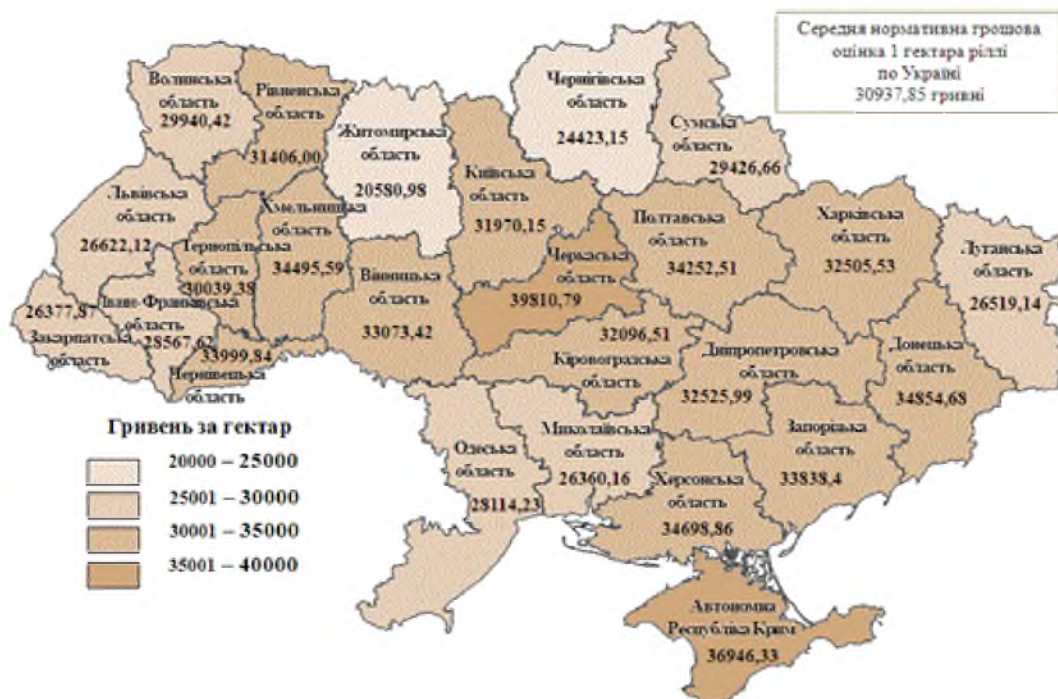 Середня нормативна грошова
оцінка 1 гектара ріллі
по Україні
30937,85 гривні
Волинська
область
29940,42
Рівненська
область
31406,00
Житомирська
область
20580,98
Чернігівська
область
24423,15
Сумська
область
29426,66
Київська
область
31970,15
Львівська
область
26622,12
Тернопільська
область
30039,38
Хмельницька
область
34495,59
Вінницька
область
33073,42
Черкаська
область
39810,79
Полтавська
область
34252,51
Харківська
область
32505,53
Луганська
область
26519,14
26377,87
Закарпатська
область
Івано-Франківська
область
28567,62
33999,84
Чернівецька
область
32096,51
Кіровоградська
область
Дніпропетровська
область
32525,99
Донецька
область
34854,68
Запорізька
область
33838,4
Одеська
область
28114,23
Миколаївська
область
26360,16
Херсонська
область
34698,86
Автономна
Республіка Крим
36946,33
Гривень за гектар
20000 – 25000
25001 – 30000
30001 – 35000
35001 – 40000